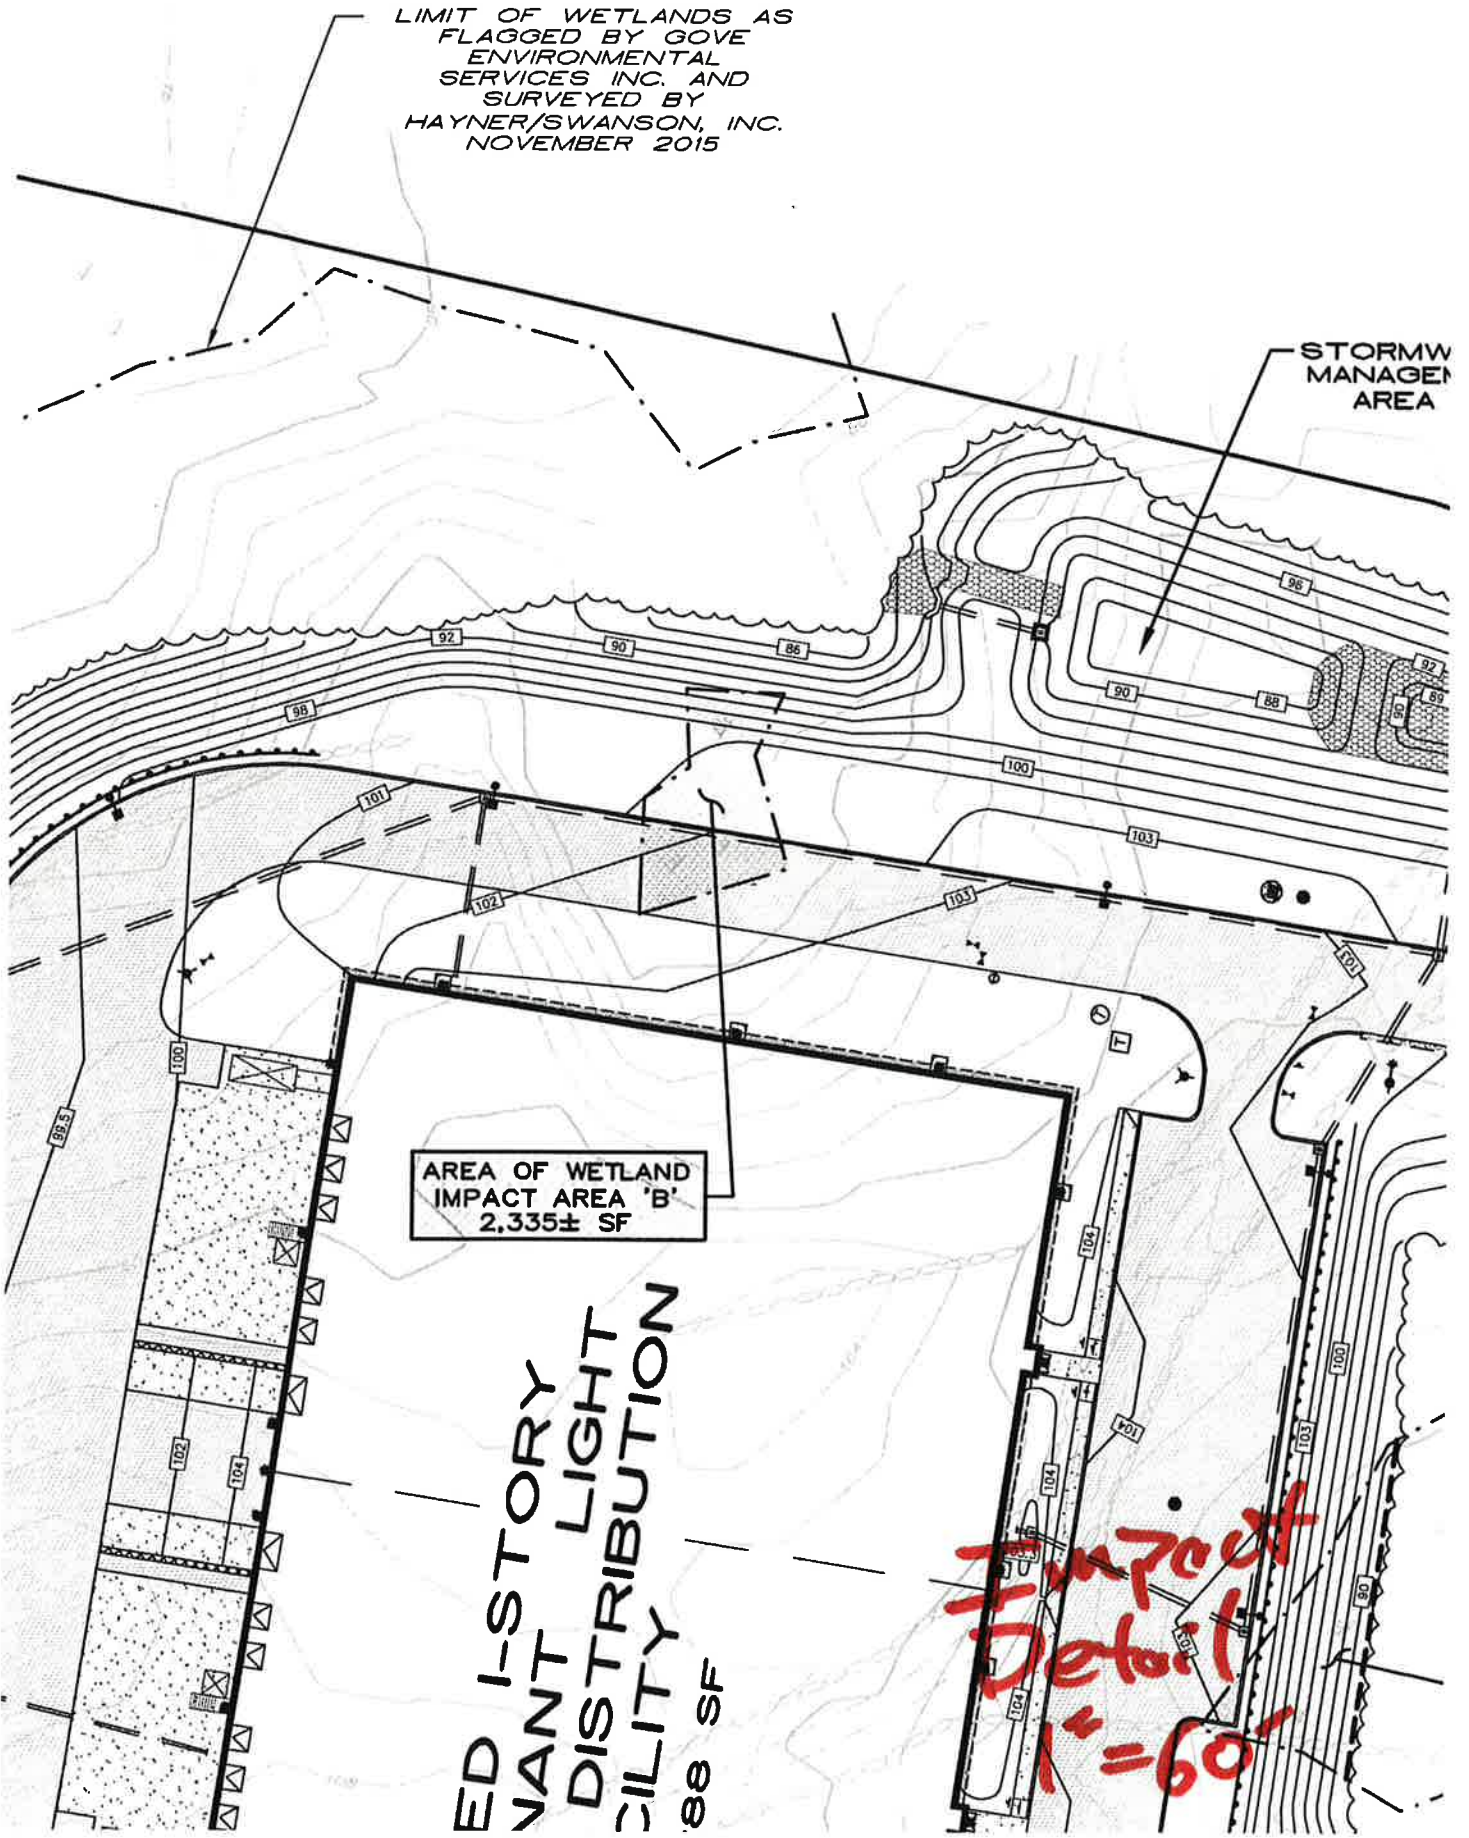 LIMIT OF WETLANDS AS
FLAGGED BY GOVE
ENVIRONMENTAL
SERVICES INC. AND
SURVEYED BY
HAYNER/SWANSON, INC.
NOVEMBER 2015
STORMW
MANAGEM
AREA
96
92
90
86
92
98
90
88
90
89
100
101
103
102
103
103
100
99.5
AREA OF WETLAND
IMPACT AREA 'B'
2,335± SF
104
100
104
103
102
104
104
90
103
104
ED 1-STORY
NANT LIGHT
DISTRIBUTION
CILITY
88 SF
T
Impact
Detail
1"=60'